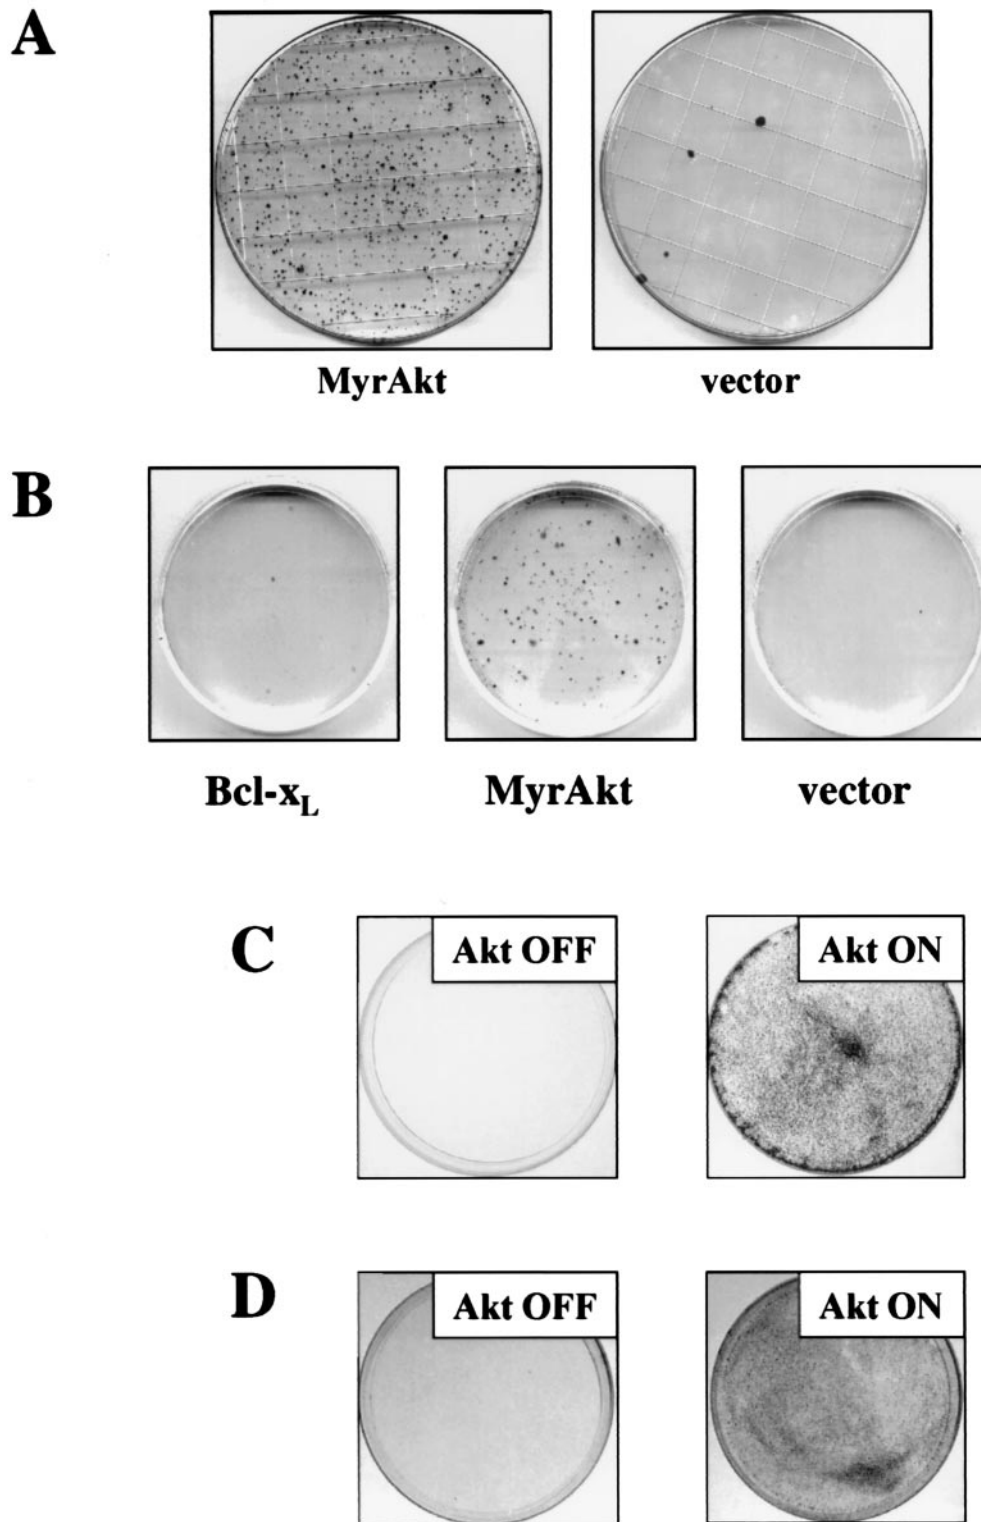 A
MyrAkt vector
B
Bcl-xL MyrAkt vector
C
Akt OFF Akt ON
D
Akt OFF Akt ON